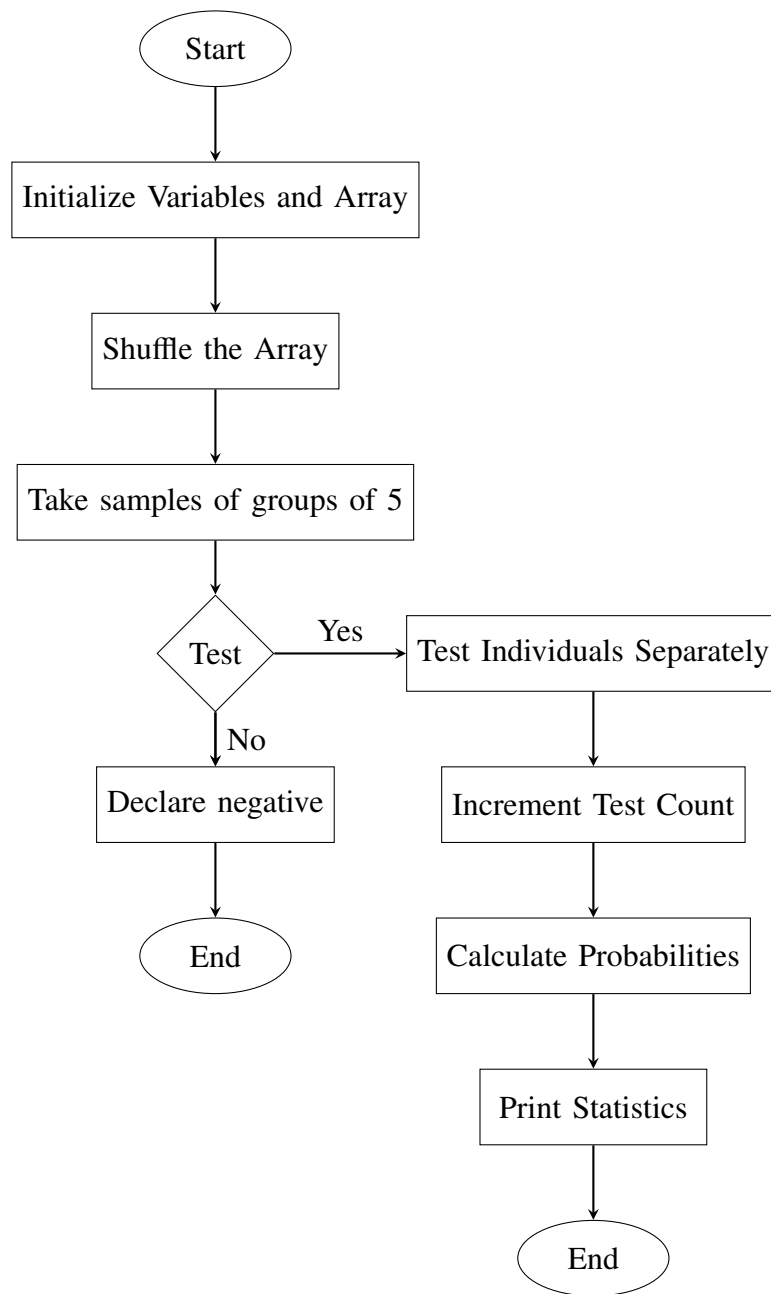 Start
Initialize Variables and Array
Shuffle the Array
Take samples of groups of 5
Test
Yes
Test Individuals Separately
No
Declare negative
Increment Test Count
End
Calculate Probabilities
Print Statistics
End